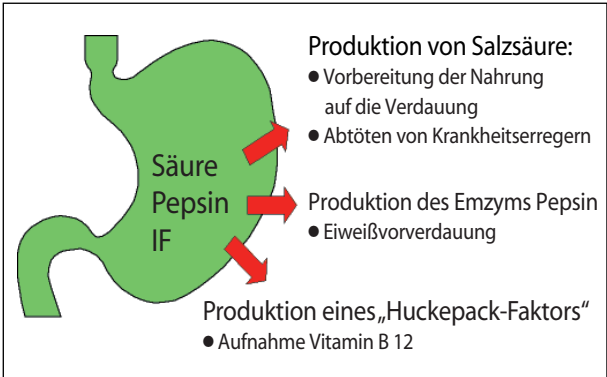 Produktion von Salzsäure:
● Vorbereitung der Nahrung
auf die Verdauung
● Abtöten von Krankheitserregern
Säure
Pepsin
IF
Produktion des Emzyms Pepsin
● Eiweißvorverdauung
Produktion eines „Huckepack-Faktors“
● Aufnahme Vitamin B 12